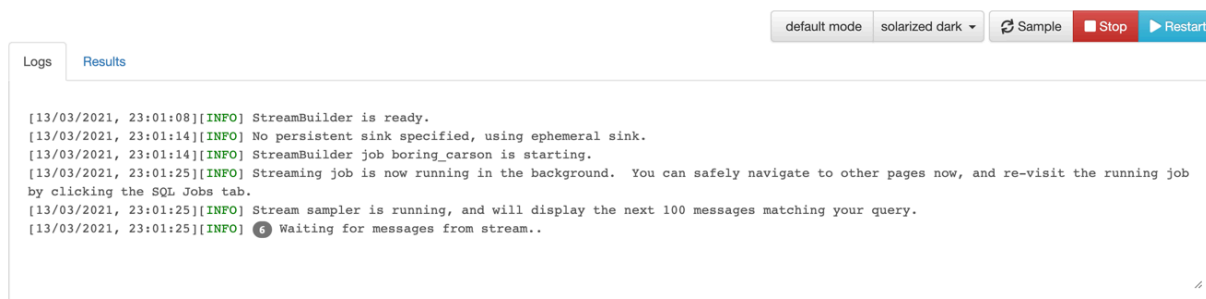 default mode solarized dark Sample Stop Restart
Logs Results
[13/03/2021, 23:01:08][INFO] StreamBuilder is ready.
[13/03/2021, 23:01:14][INFO] No persistent sink specified, using ephemeral sink.
[13/03/2021, 23:01:14][INFO] StreamBuilder job boring_carson is starting.
[13/03/2021, 23:01:25][INFO] Streaming job is now running in the background.  You can safely navigate to other pages now, and re-visit the running job
by clicking the SQL Jobs tab.
[13/03/2021, 23:01:25][INFO] Stream sampler is running, and will display the next 100 messages matching your query.
[13/03/2021, 23:01:25][INFO] 6 Waiting for messages from stream..